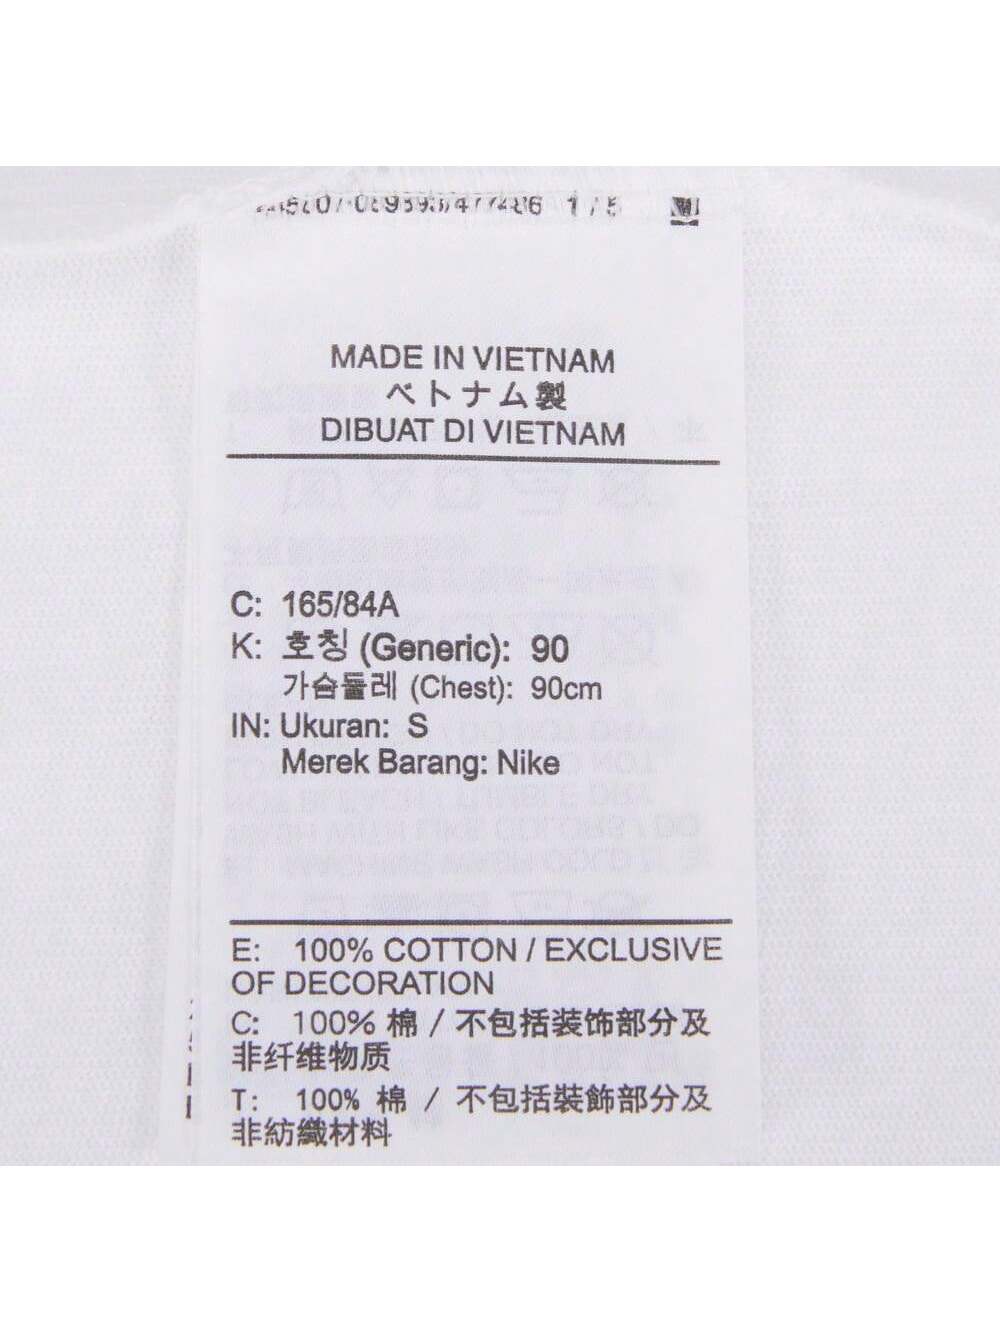 1 / 5
MADE IN VIETNAM
ベトナム製
DIBUAT DI VIETNAM
C: 165/84A
K: 호칭 (Generic): 90
가슴둘레 (Chest): 90cm
IN: Ukuran: S
Merek Barang: Nike
E: 100% COTTON / EXCLUSIVE
OF DECORATION
C: 100% 棉 / 不包括装饰部分及
非纤维物质
T: 100% 棉 / 不包括裝飾部分及
非紡織材料